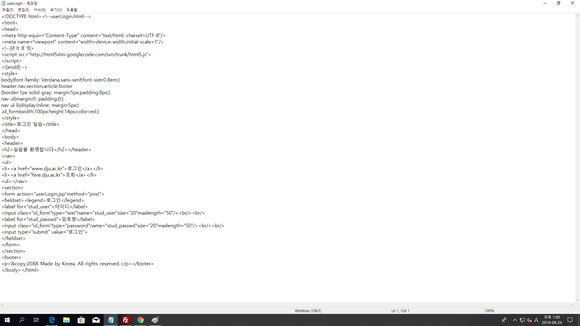 userLogin - 메모장
파일(F) 편집(E) 서식(O) 보기(V) 도움말
<!DOCTYPE html> <!--userLogin.html-->
<html>
<head>
<meta http-equiv="Content-Type" content="text/html; charset=UTF-8"/>
<meta name="viewport" content="width=device-width,initial-scale=1"/>
<!--[if lt IE 9]>
<script src="http://html5shiv.googlecode.com/svn/trunk/html5.js">
</script>
<![endif]-->
<style>
body{font-family: Verdana,sans-serif;font-size:0.8em;}
header,nav,section,article,footer
{border:1px solid gray; margin:5px;padding:8px;}
nav ul{margin:0; padding:0;}
nav ul li{display:inline; margin:5px;}
.id_form{width:100px;height:14px;color:red;}
</style>
<title>로그인 실습</title>
</head>
<body>
<header>
<h2>실습을 환영합니다</h2></header>
<nav>
<ul>
<li><a href="www.dju.ac.kr">로그인</a></li>
<li><a href="hive.dju.ac.kr">조회</a></li>
<ul> </nav>
<section>
<form action="userLogin.jsp"method="post">
<fieldset><legend>로그인</legend>
<label for="stud_user">아이디</label>
<input class="id_form"type="text"name="stud_user"size="20"maxlength="50"/><br/><br/>
<label for="stud_passwd">암호명</label>
<input class="id_form"type="password"name="stud_passwd"size="20"maxlength="50"/><br/><br/>
<input type="submit" value="로그인">
</fieldset>
</form>
</section>
<footer>
<p>&copy;20XX Made by Korea. All rights reserved.</p></footer>
</body></html>
Windows (CRLF) Ln 1, Col 1 100%
오후 1:00
2019-09-24